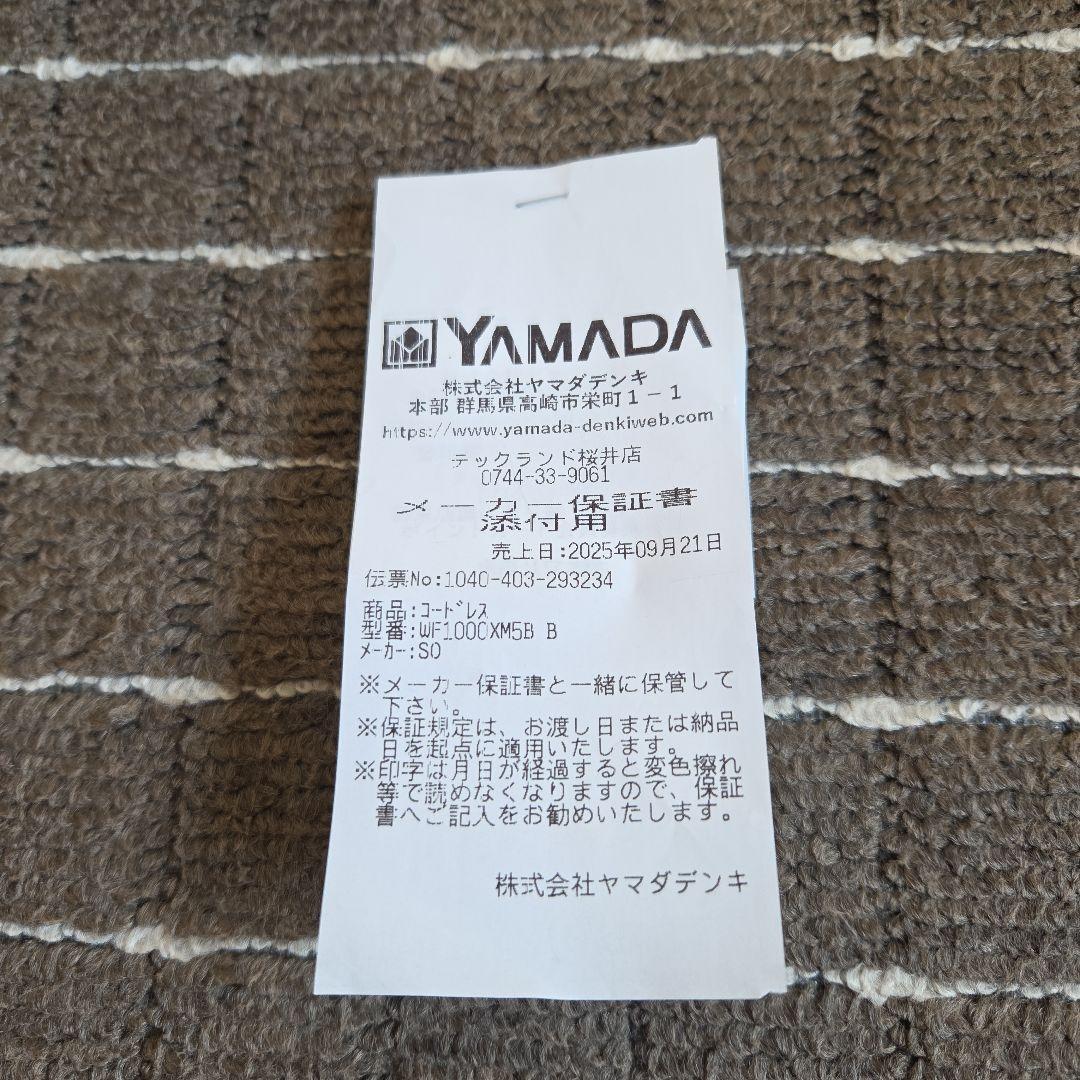 YAMADA
株式会社ヤマダデンキ
本部 群馬県高崎市栄町1-1
https://www.yamada-denkiweb.com
テックランド桜井店
0744-33-9061
メーカー保証書
添付用
売上日:2025年09月21日
伝票No:1040-403-293234
商品:コードレス
型番:WF1000XM5B B
メーカー:SO
※メーカー保証書と一緒に保管して
下さい。
※保証規定は、お渡し日または納品
日を起点に適用いたします。
※印字は月日が経過すると変色擦れ
等で読めなくなりますので、保証
書へご記入をお勧めいたします。
株式会社ヤマダデンキ